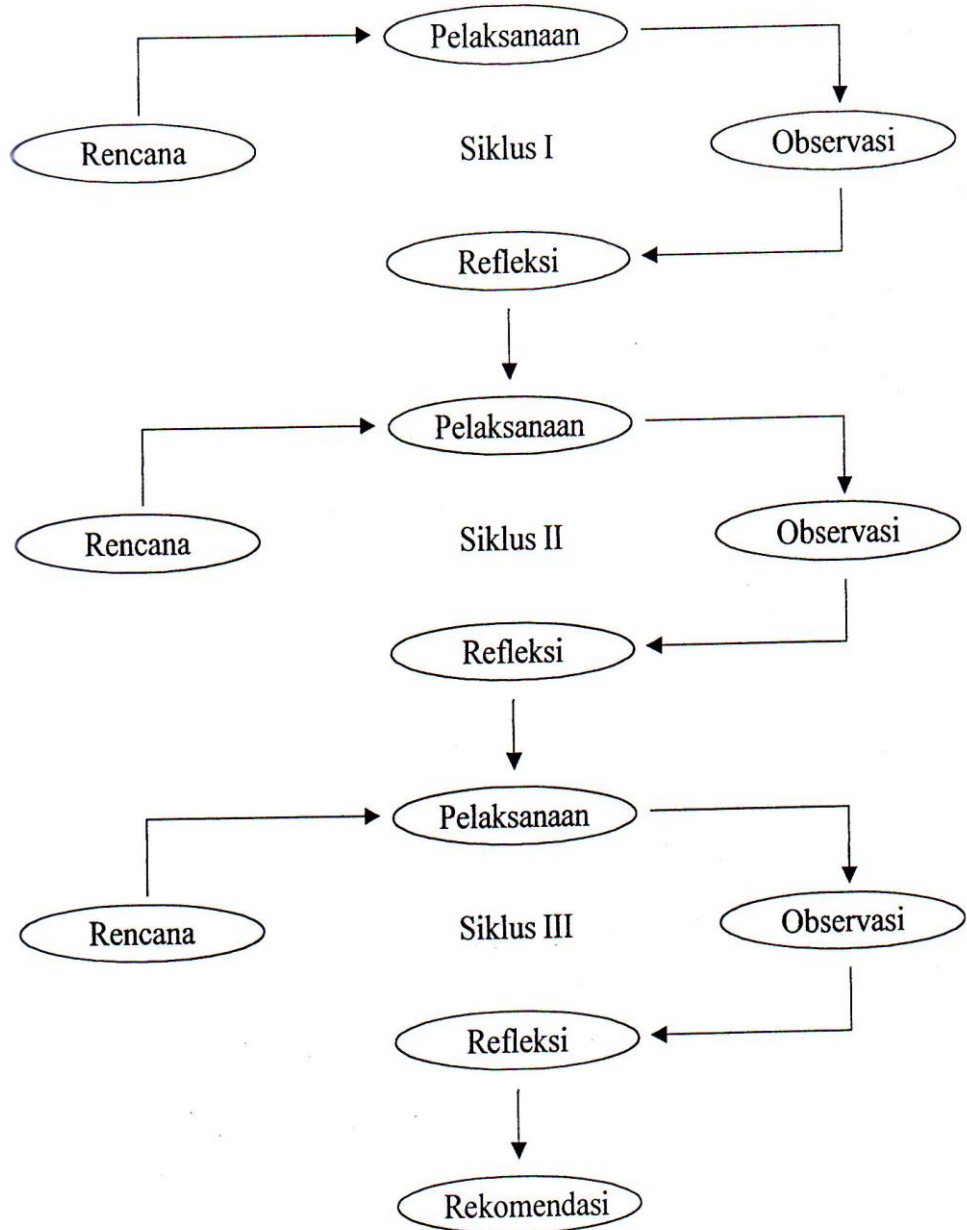 Pelaksanaan
Rencana
Siklus I
Observasi
Refleksi
Pelaksanaan
Rencana
Siklus II
Observasi
Refleksi
Pelaksanaan
Rencana
Siklus III
Observasi
Refleksi
Rekomendasi